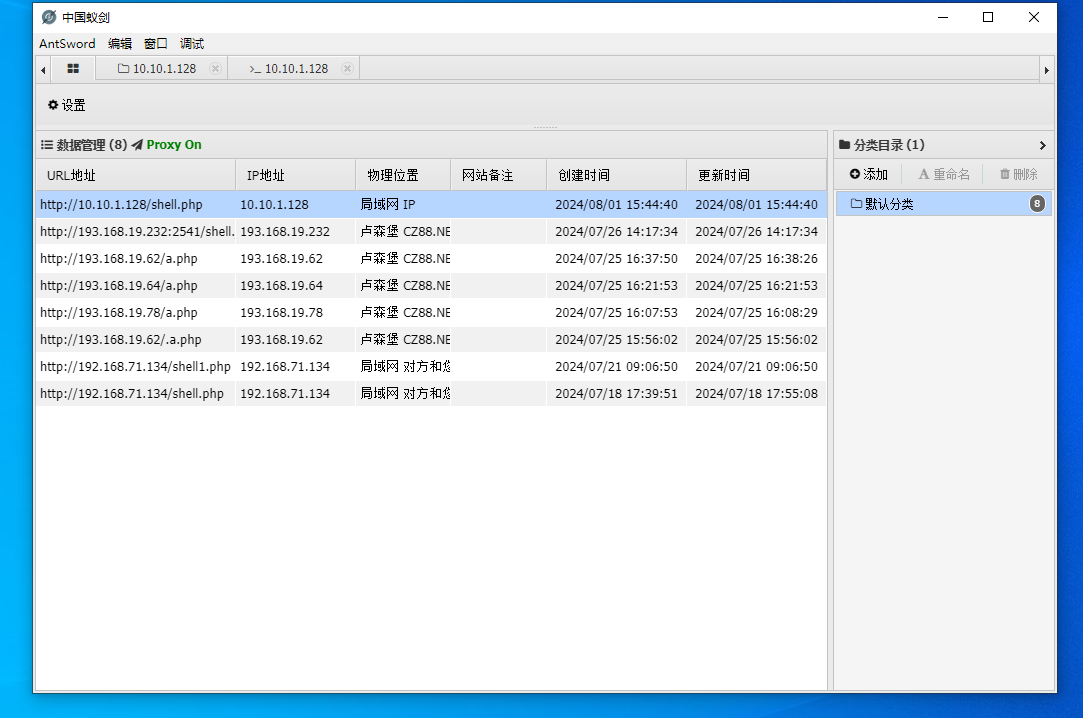 中国蚁剑
AntSword 编辑 窗口 调试
10.10.1.128 >_ 10.10.1.128
设置
数据管理 (8) Proxy On
URL地址 IP地址 物理位置 网站备注 创建时间 更新时间
http://10.10.1.128/shell.php 10.10.1.128 局域网 IP 2024/08/01 15:44:40 2024/08/01 15:44:40
http://193.168.19.232:2541/shell. 193.168.19.232 卢森堡 CZ88.NE 2024/07/26 14:17:34 2024/07/26 14:17:34
http://193.168.19.62/a.php 193.168.19.62 卢森堡 CZ88.NE 2024/07/25 16:37:50 2024/07/25 16:38:26
http://193.168.19.64/a.php 193.168.19.64 卢森堡 CZ88.NE 2024/07/25 16:21:53 2024/07/25 16:21:53
http://193.168.19.78/a.php 193.168.19.78 卢森堡 CZ88.NE 2024/07/25 16:07:53 2024/07/25 16:08:29
http://193.168.19.62/.a.php 193.168.19.62 卢森堡 CZ88.NE 2024/07/25 15:56:02 2024/07/25 15:56:02
http://192.168.71.134/shell1.php 192.168.71.134 局域网 对方和您 2024/07/21 09:06:50 2024/07/21 09:06:50
http://192.168.71.134/shell.php 192.168.71.134 局域网 对方和您 2024/07/18 17:39:51 2024/07/18 17:55:08
分类目录 (1)
添加 重命名 删除
默认分类 8